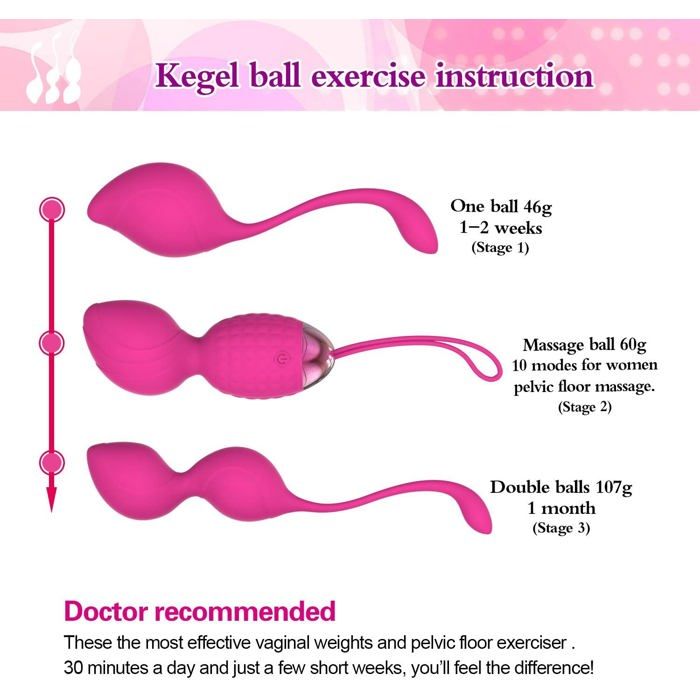 Kegel ball exercise instruction
One ball 46g
1–2 weeks
(Stage 1)
Massage ball 60g
10 modes for women
pelvic floor massage.
(Stage 2)
Double balls 107g
1 month
(Stage 3)
Doctor recommended
These the most effective vaginal weights and pelvic floor exerciser .
30 minutes a day and just a few short weeks, you'll feel the difference!